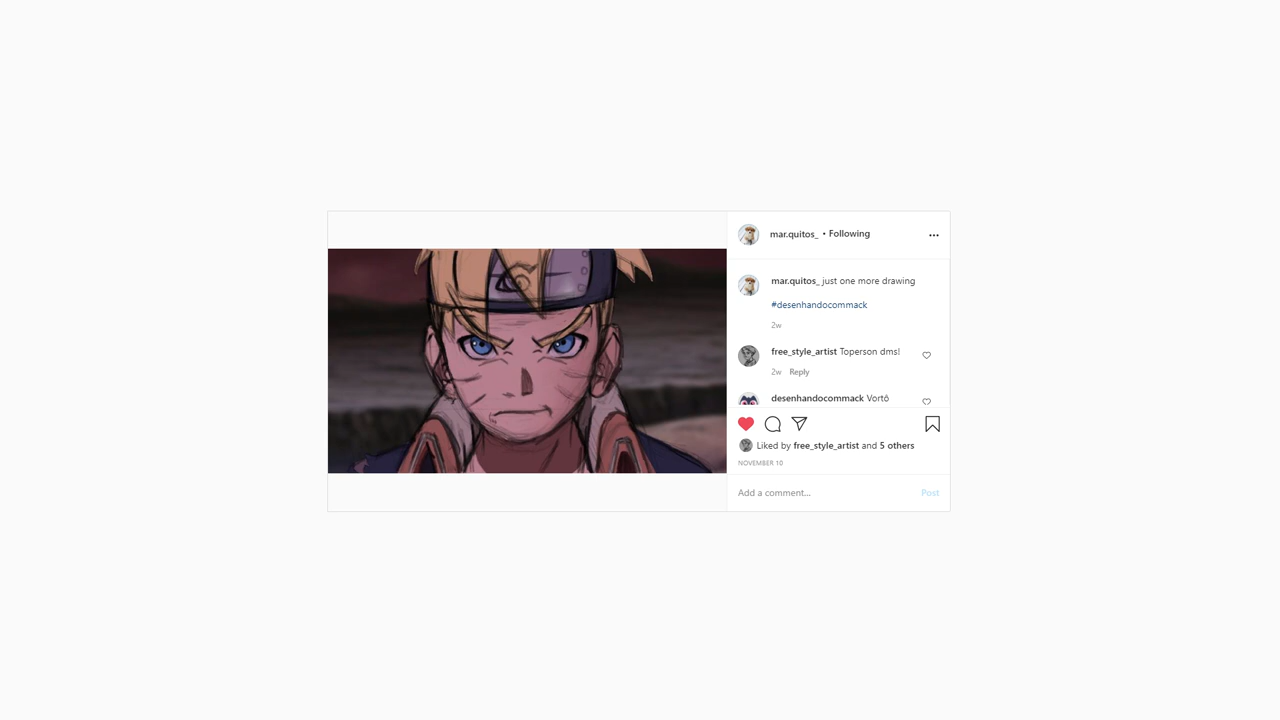 mar.quitos_ • Following
mar.quitos_ just one more drawing
#desenhandocommack
2w
free_style_artist Toperson dms!
2w Reply
desenhandocommack Vortô
Liked by free_style_artist and 5 others
NOVEMBER 10
Add a comment... Post